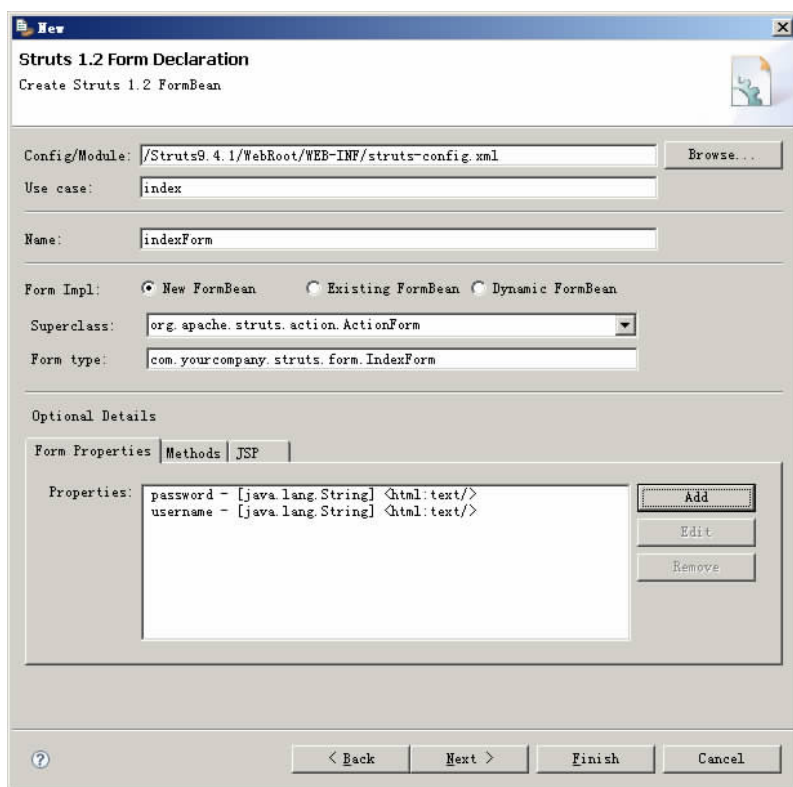 New
Struts 1.2 Form Declaration
Create Struts 1.2 FormBean
Config/Module: /Struts9.4.1/WebRoot/WEB-INF/struts-config.xml Browse...
Use case: index
Name: indexForm
Form Impl: New FormBean Existing FormBean Dynamic FormBean
Superclass: org.apache.struts.action.ActionForm
Form type: com.yourcompany.struts.form.IndexForm
Optional Details
Form Properties Methods JSP
Properties: password - [java.lang.String] <html:text/> Add
username - [java.lang.String] <html:text/>
Edit
Remove
? < Back Next > Finish Cancel